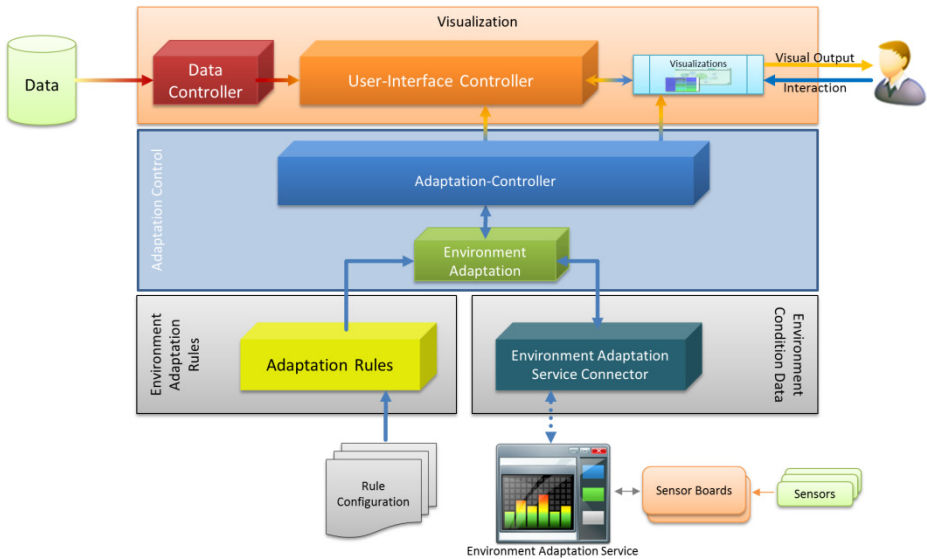 Visualization
Data
Data
Controller
User-Interface Controller
Visualizations
Visual Output
Interaction
Adaptation Control
Adaptation-Controller
Environment
Adaptation
Environment
Adaptation
Rules
Adaptation Rules
Environment Adaptation
Service Connector
Environment
Condition Data
Rule
Configuration
Sensor Boards
Sensors
Environment Adaptation Service